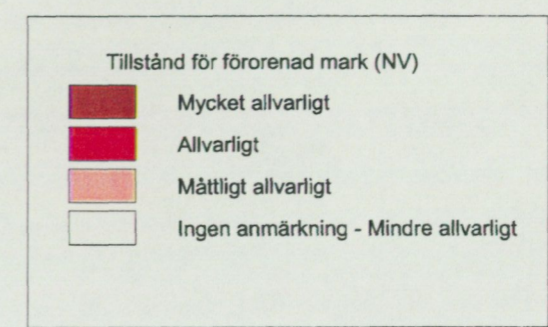 Tillstånd för förorenad mark (NV)
Mycket allvarligt
Allvarligt
Måttligt allvarligt
Ingen anmärkning - Mindre allvarligt